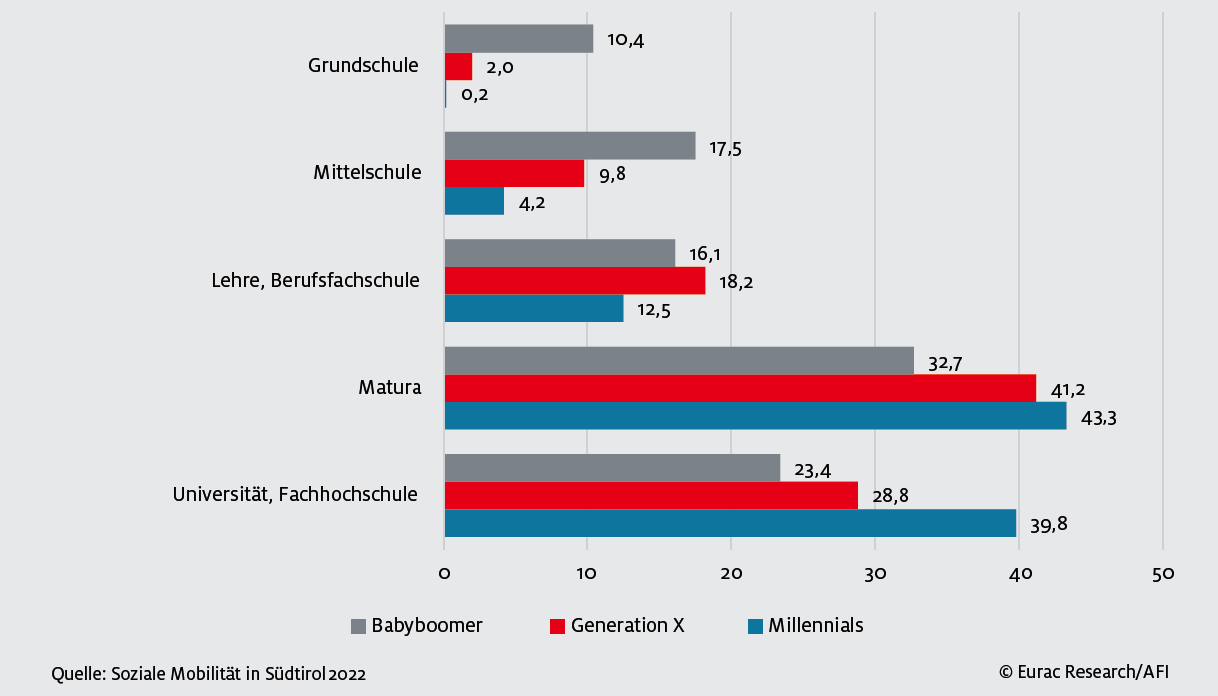 10,4
Grundschule
2,0
0,2
17,5
Mittelschule
9,8
4,2
16,1
Lehre, Berufsfachschule
18,2
12,5
32,7
Matura
41,2
43,3
23,4
Universität, Fachhochschule
28,8
39,8
0 10 20 30 40 50
Babyboomer Generation X Millennials
Quelle: Soziale Mobilität in Südtirol 2022 © Eurac Research/AFI